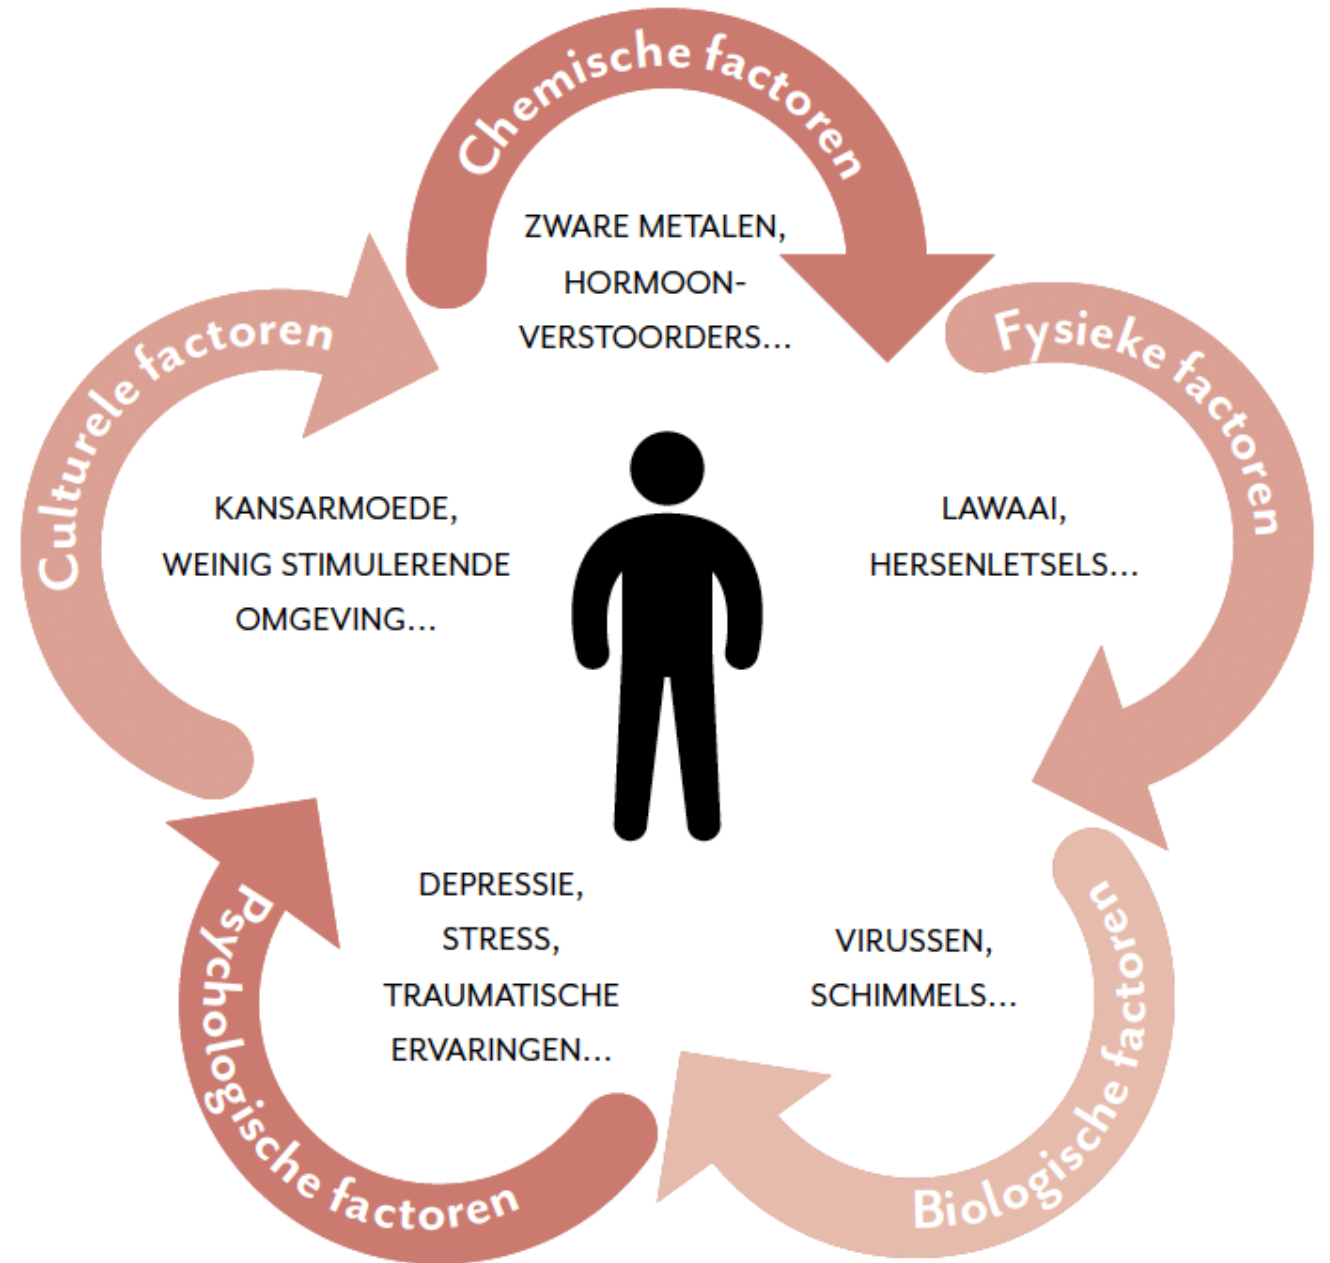 Chemische factoren
ZWARE METALEN,
HORMOON-
VERSTOORDERS...
Fysieke factoren
LAWAAI,
HERSENLETSELS...
Biologische factoren
VIRUSSEN,
SCHIMMELS...
Psychologische factoren
DEPRESSIE,
STRESS,
TRAUMATISCHE
ERVARINGEN...
Culturele factoren
KANSARMOEDE,
WEINIG STIMULERENDE
OMGEVING...